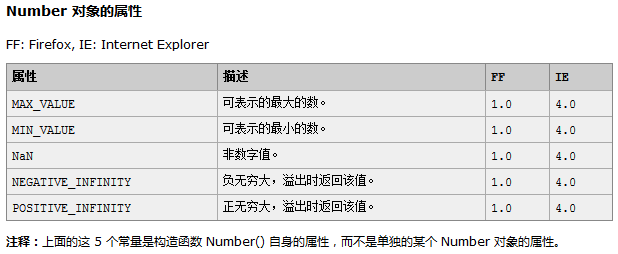 Number 对象的属性
FF: Firefox, IE: Internet Explorer
属性 描述 FF IE
MAX_VALUE 可表示的最大的数。 1.0 4.0
MIN_VALUE 可表示的最小的数。 1.0 4.0
NaN 非数字值。 1.0 4.0
NEGATIVE_INFINITY 负无穷大，溢出时返回该值。 1.0 4.0
POSITIVE_INFINITY 正无穷大，溢出时返回该值。 1.0 4.0
注释：上面的这 5 个常量是构造函数 Number() 自身的属性，而不是单独的某个 Number 对象的属性。